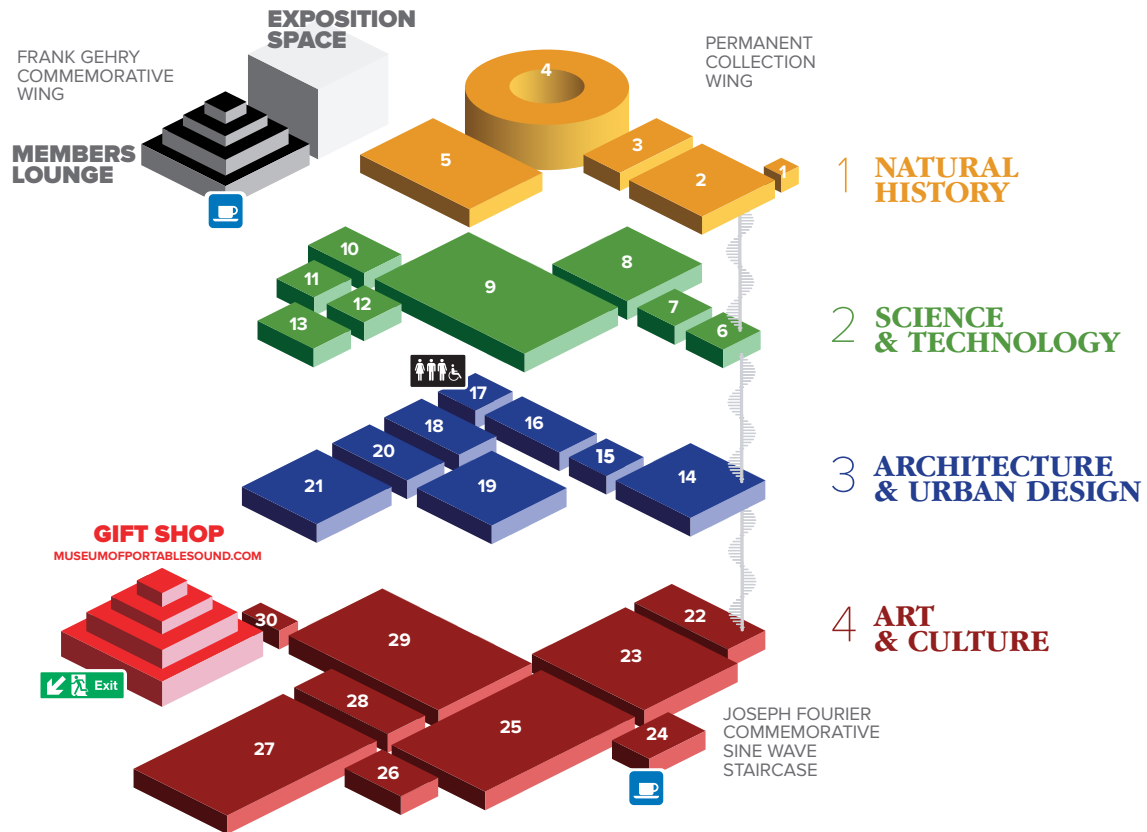 EXPOSITION
SPACE
FRANK GEHRY
COMMEMORATIVE
WING
MEMBERS
LOUNGE
PERMANENT
COLLECTION
WING
4
3
5
2
1
1 NATURAL
HISTORY
10
8
11
9
12
7
13
6
2 SCIENCE
& TECHNOLOGY
17
16
18
15
20
14
21
19
3 ARCHITECTURE
& URBAN DESIGN
GIFT SHOP
MUSEUMOFPORTABLESOUND.COM
30
22
29
23
4 ART
& CULTURE
Exit
28
25
24
27
26
JOSEPH FOURIER
COMMEMORATIVE
SINE WAVE
STAIRCASE